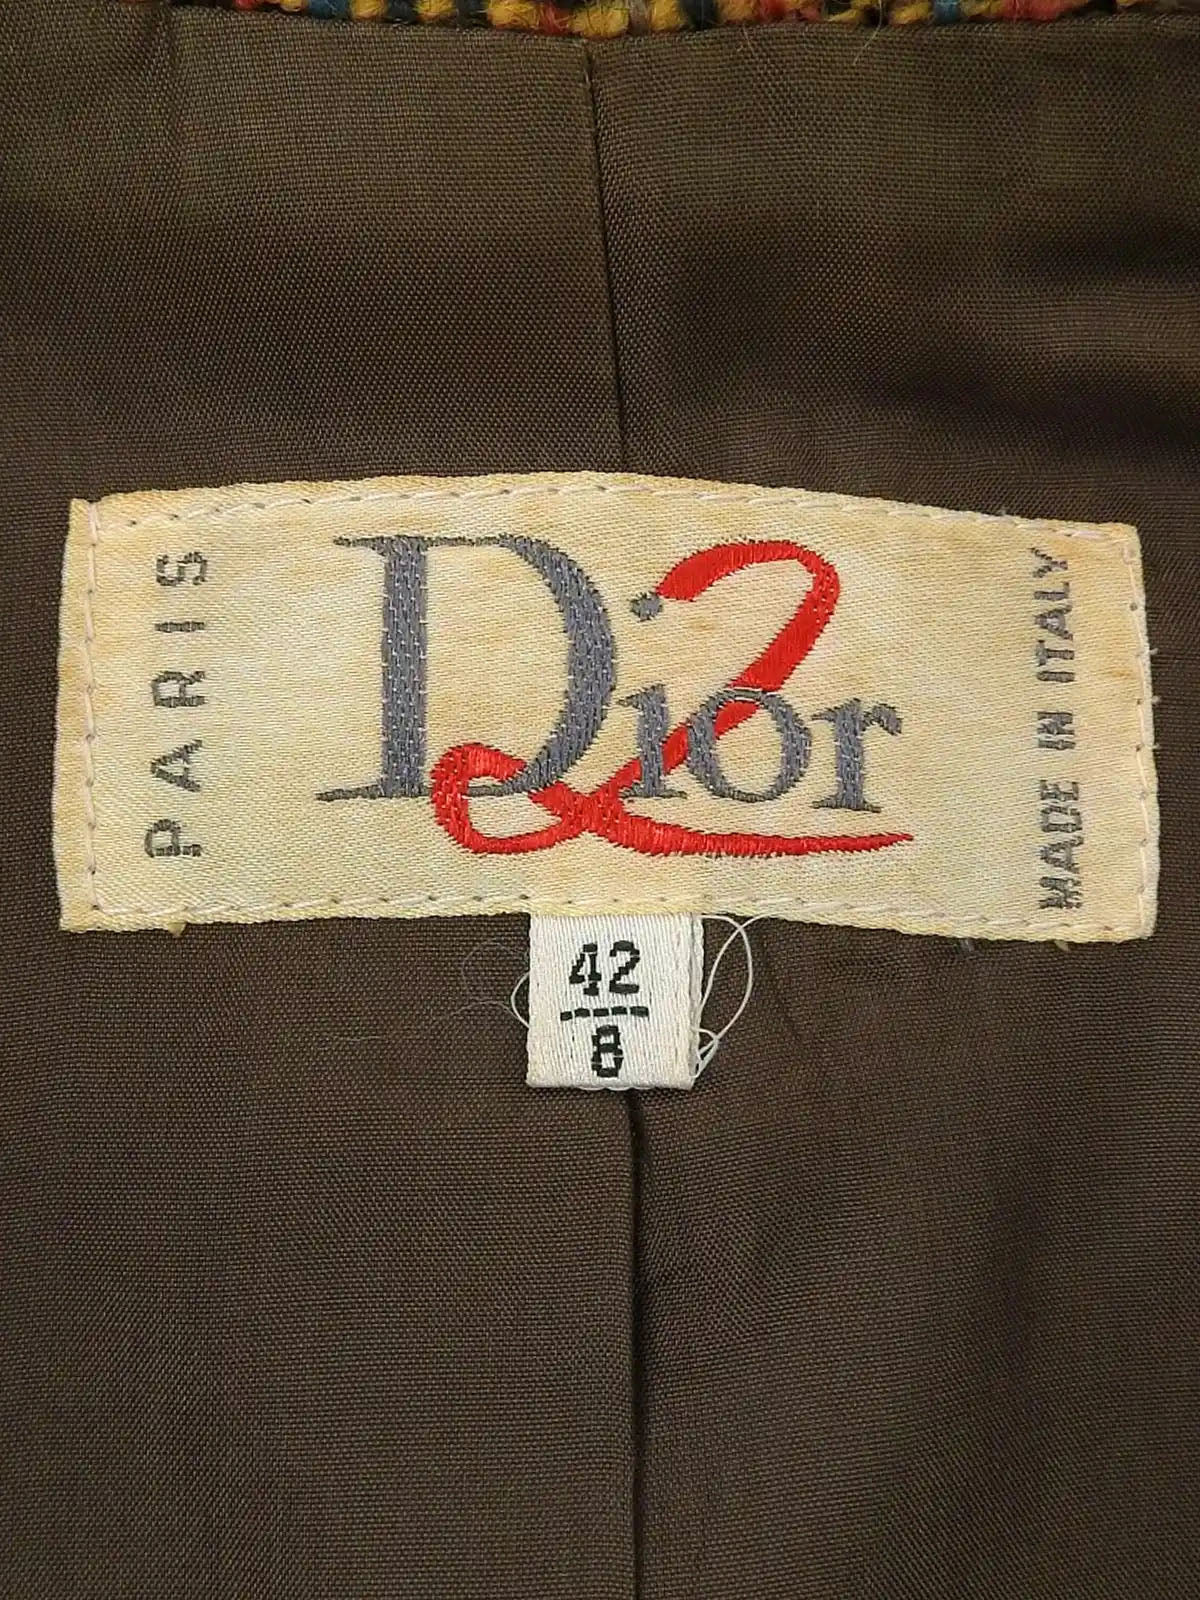 PARIS
Dior 2
MADE IN ITALY
42
8